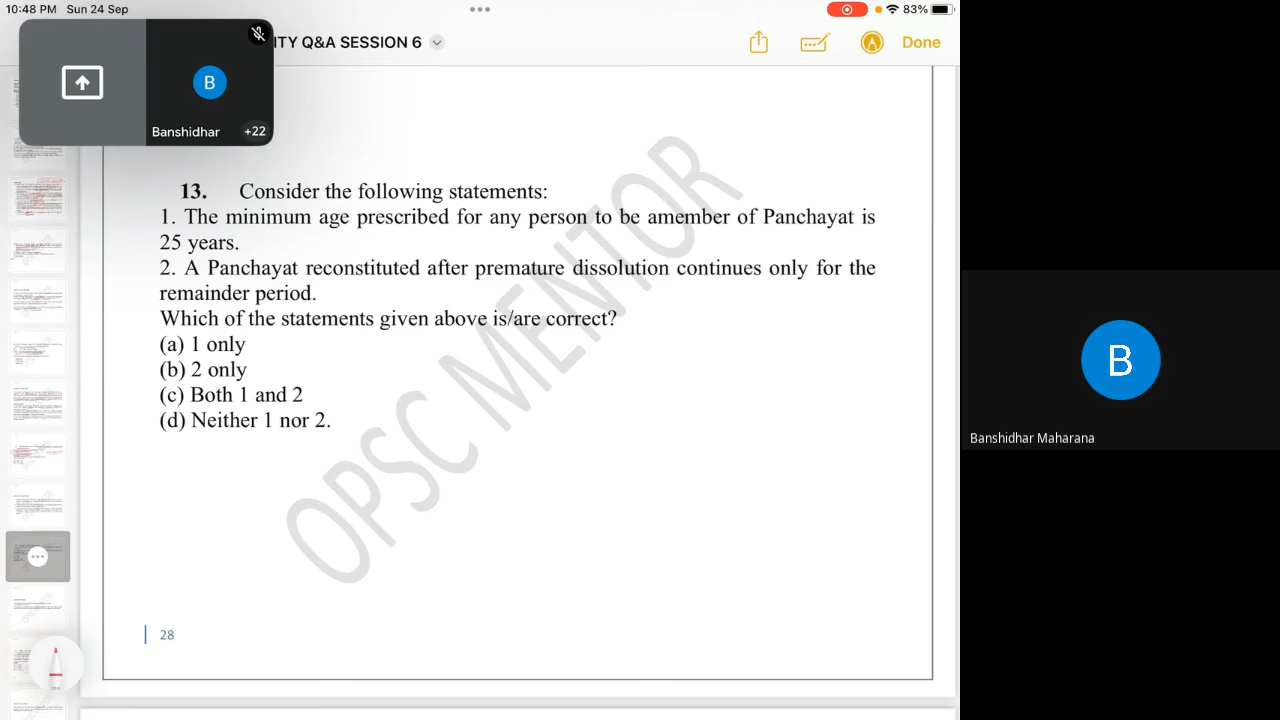 10:48 PM Sun 24 Sep
83%
ITY Q&A SESSION 6
Done
B
Banshidhar +22
13. Consider the following statements:
1. The minimum age prescribed for any person to be amember of Panchayat is
25 years.
2. A Panchayat reconstituted after premature dissolution continues only for the
remainder period.
Which of the statements given above is/are correct?
(a) 1 only
(b) 2 only
(c) Both 1 and 2
(d) Neither 1 nor 2.
OPSC MENTOR
28
B
Banshidhar Maharana